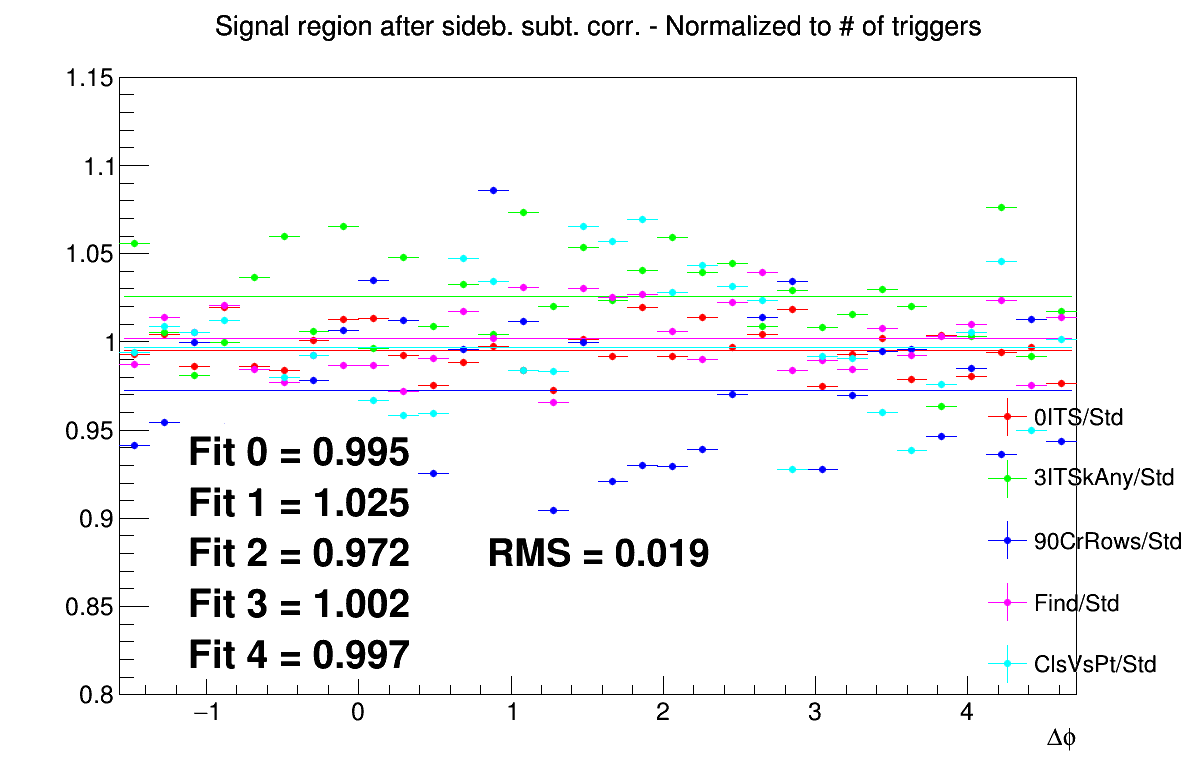 Signal region after sideb. subt. corr. - Normalized to # of triggers
1.15
1.1
1.05
1
0.95
0.9
0.85
0.8
Fit 0 = 0.995
Fit 1 = 1.025
Fit 2 = 0.972
Fit 3 = 1.002
Fit 4 = 0.997
RMS = 0.019
0ITS/Std
3ITSkAny/Std
90CrRows/Std
Find/Std
ClsVsPt/Std
−1 0 1 2 3 4
Δϕ